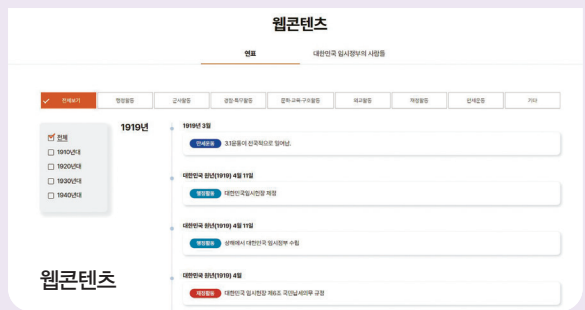 웹콘텐츠
연표 대한민국 임시정부의 사람들
전체보기 행정활동 군사활동 경찰·특무활동 문화·교육·구호활동 외교활동 재정활동 만세운동 기타
전체
1910년대
1920년대
1930년대
1940년대
1919년
1919년 3월
만세운동 3.1운동이 전국적으로 일어남.
대한민국 원년(1919) 4월 11일
행정활동 대한민국임시헌장 제정
대한민국 원년(1919) 4월 11일
행정활동 상해에서 대한민국 임시정부 수립
대한민국 원년(1919) 4월
재정활동 대한민국 임시헌장 제6조 국민납세의무 규정
웹콘텐츠